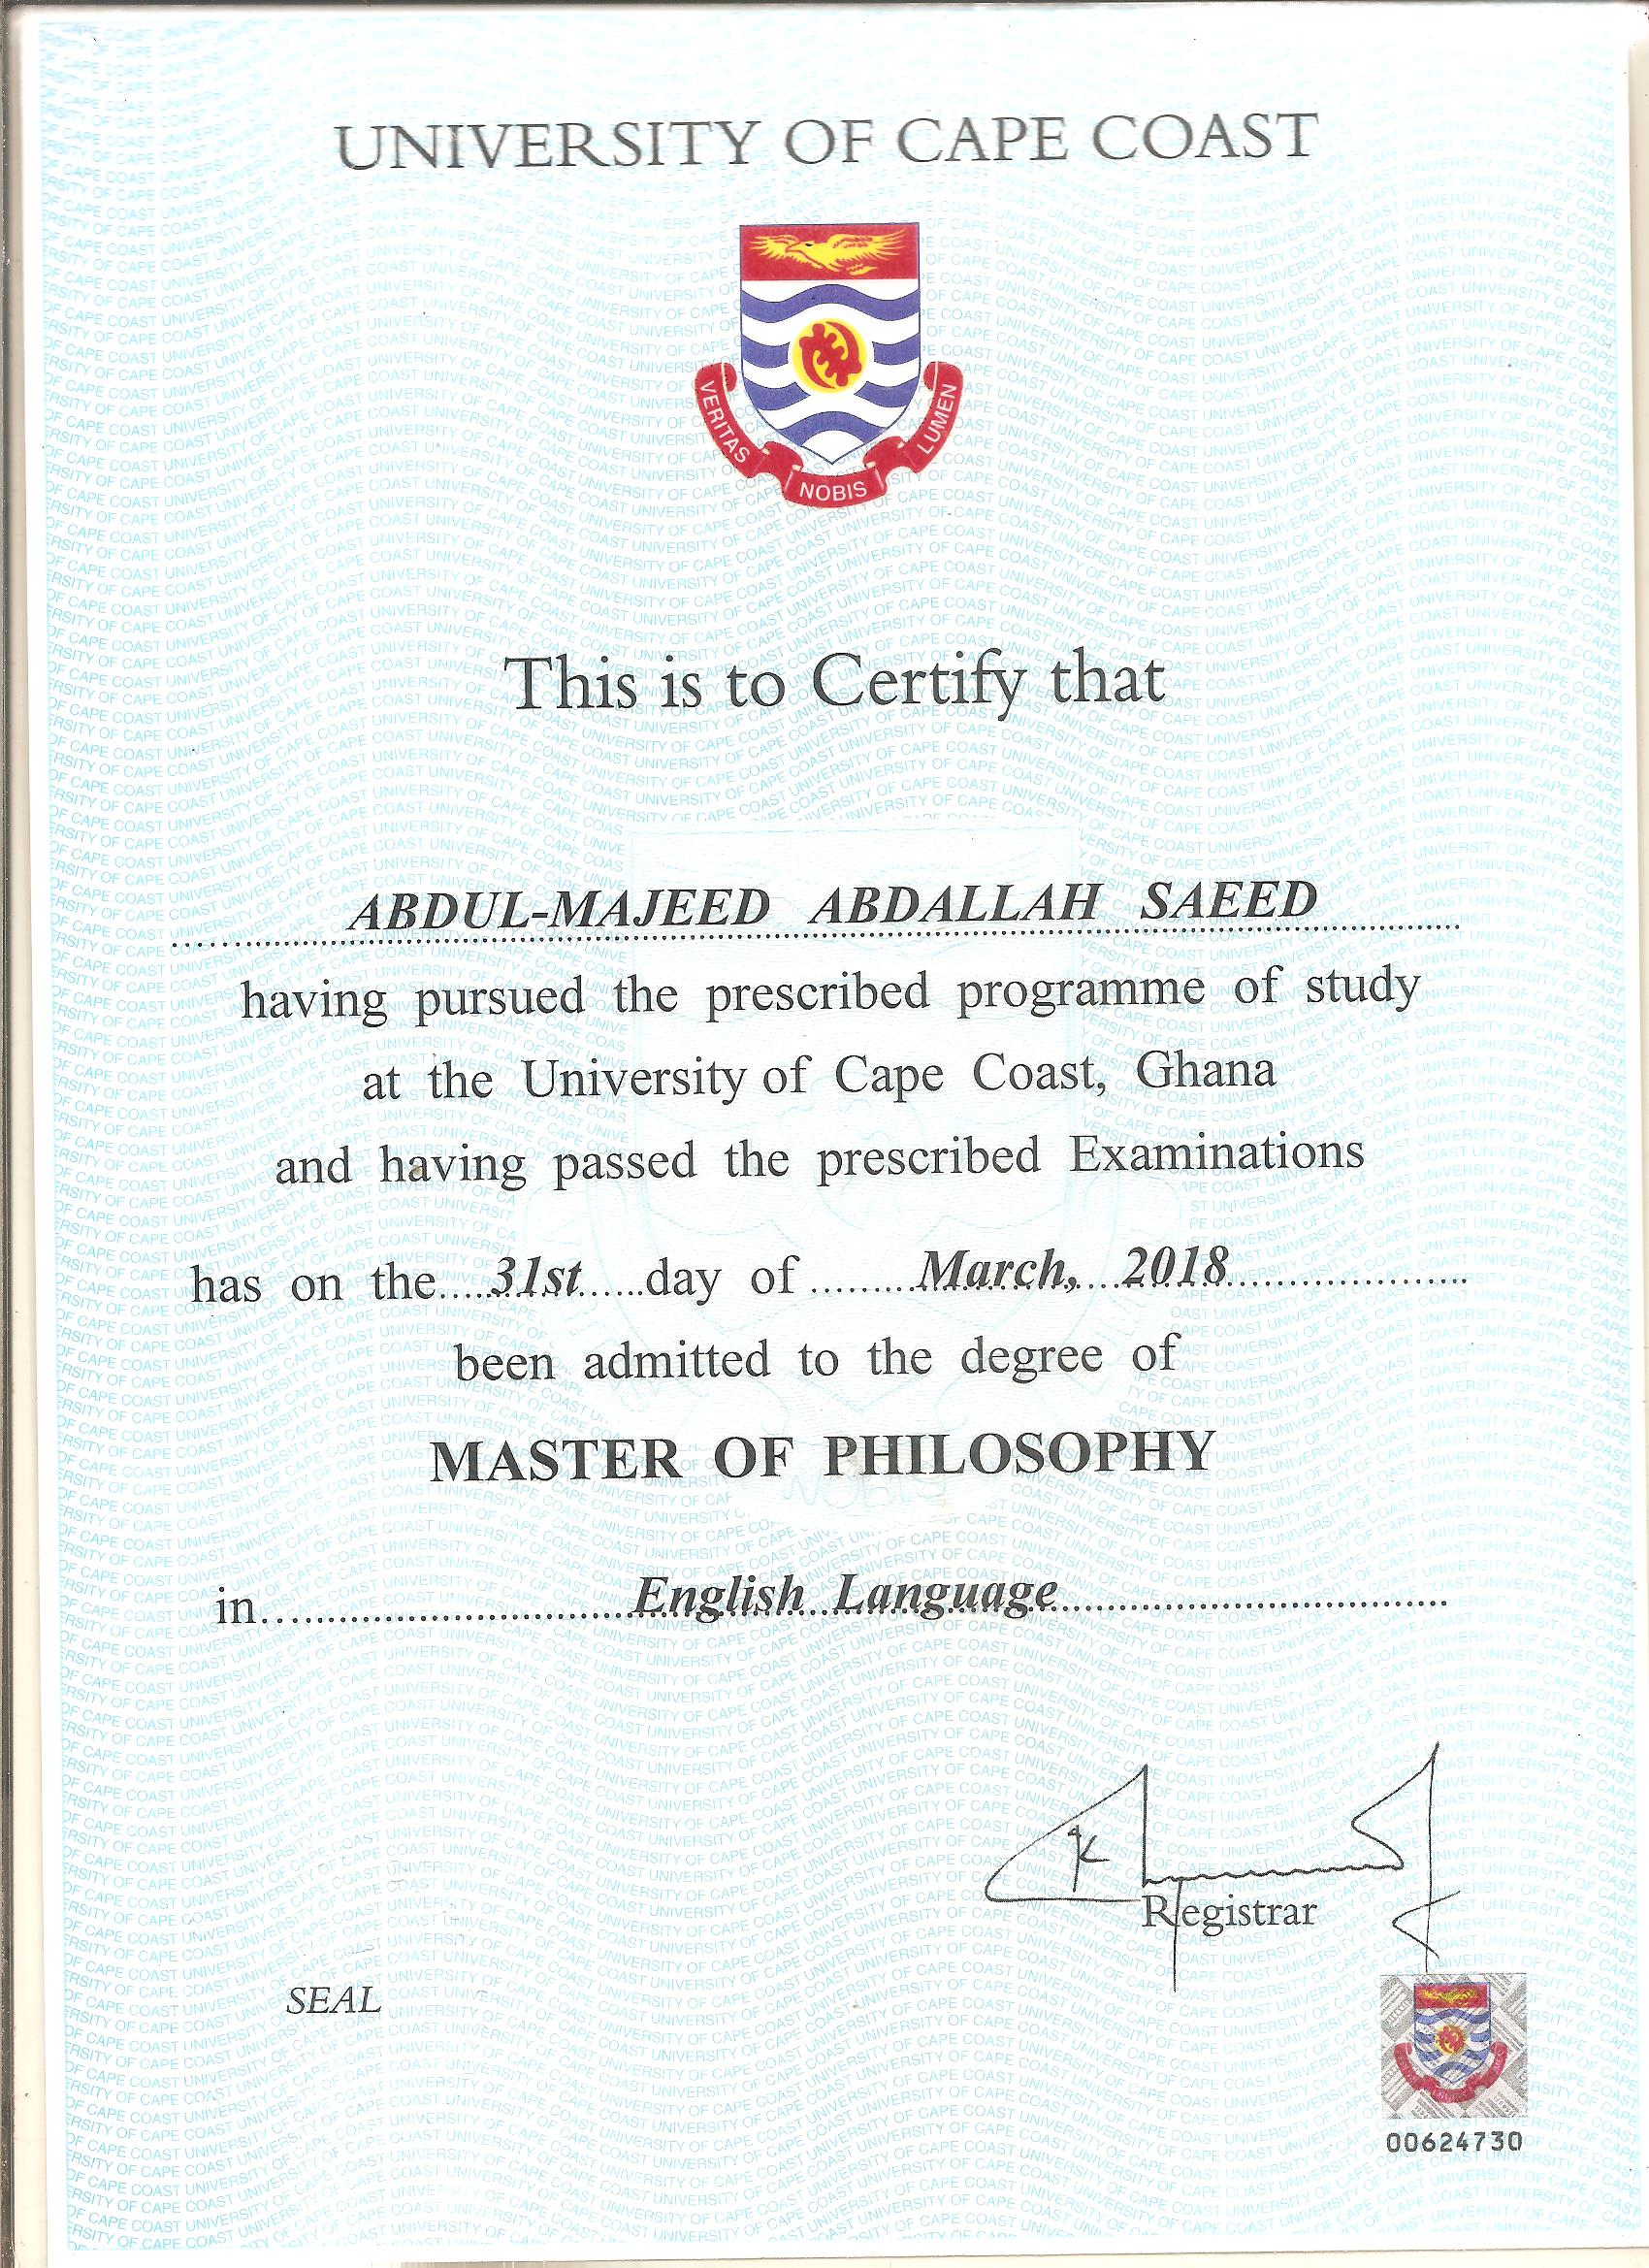 UNIVERSITY OF CAPE COAST
VERITAS NOBIS LUMEN
This is to Certify that
ABDUL-MAJEED ABDALLAH SAEED
having pursued the prescribed programme of study
at the University of Cape Coast, Ghana
and having passed the prescribed Examinations
has on the.....31st......day of .........March,....2018......................
been admitted to the degree of
MASTER OF PHILOSOPHY
in....................English Language....................
Registrar
SEAL
00624730